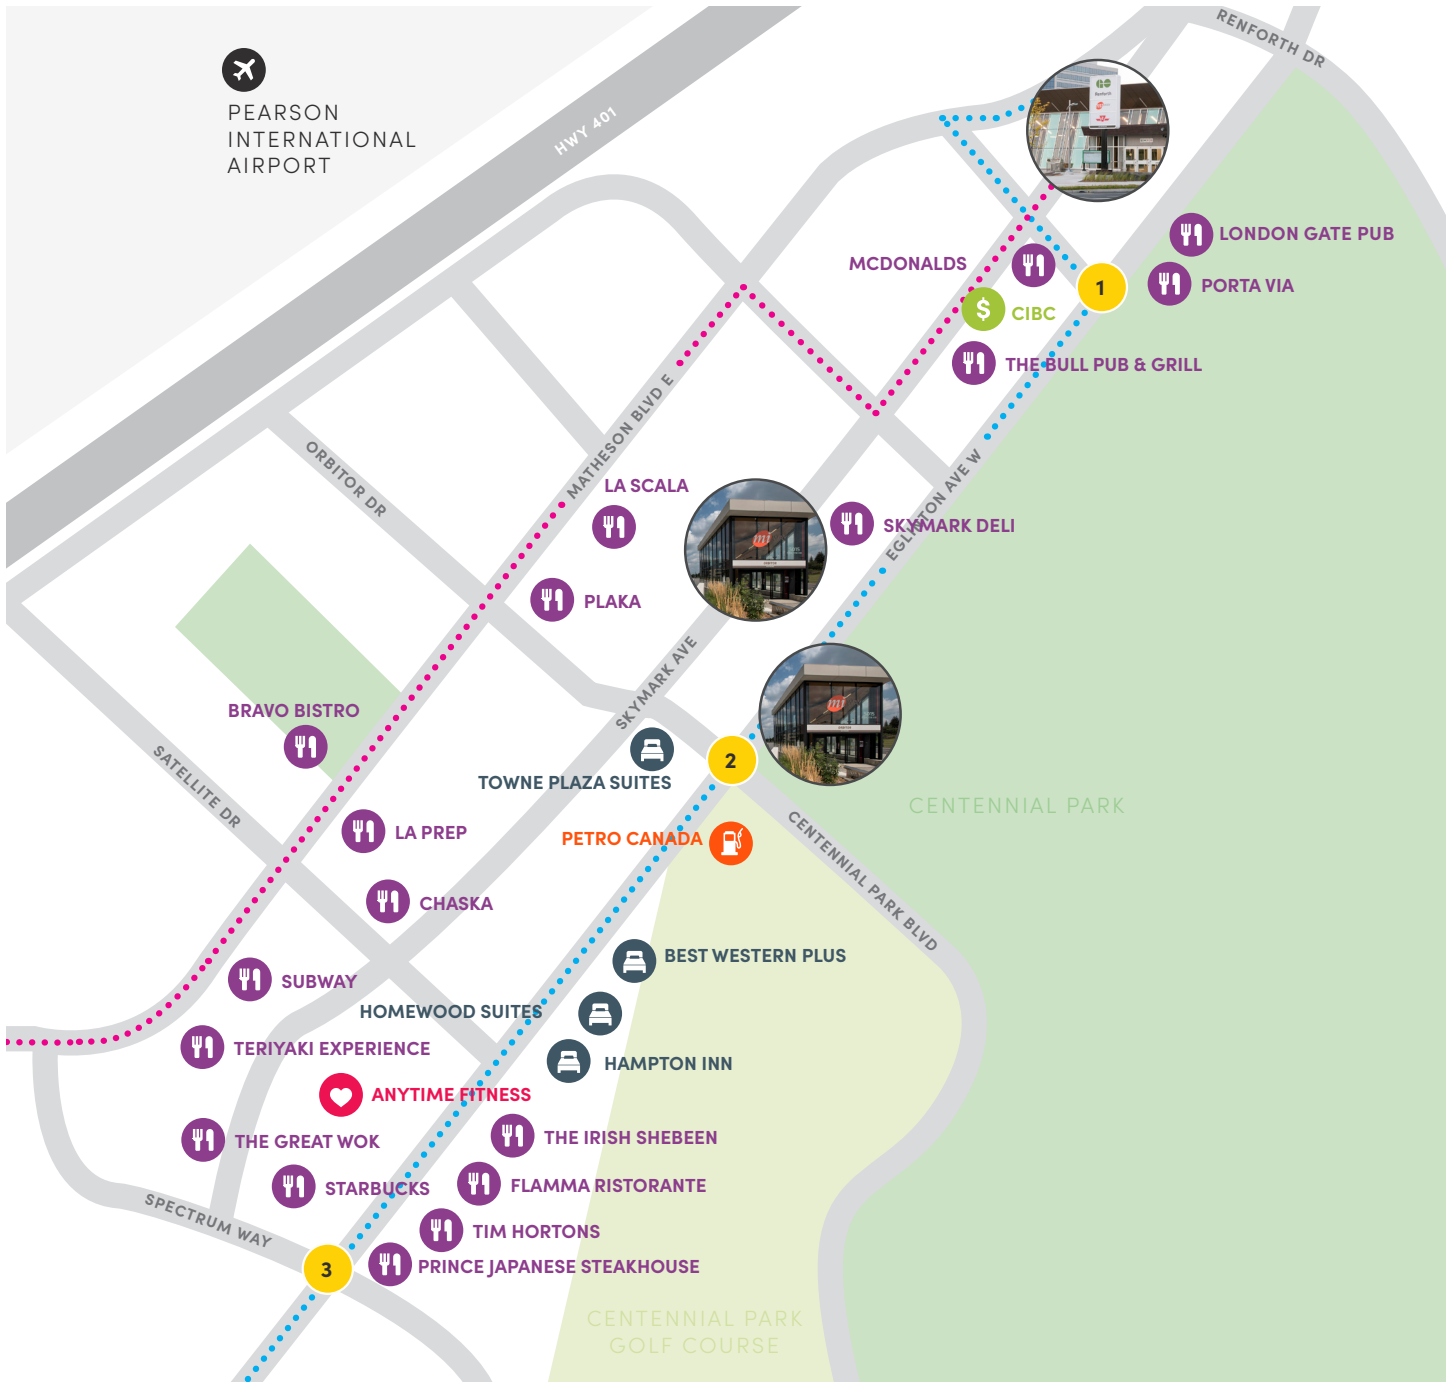 RENFORTH DR
PEARSON
INTERNATIONAL
AIRPORT
HWY 401
GO
Renforth
LONDON GATE PUB
MCDONALDS
PORTA VIA
1
$
CIBC
THE BULL PUB & GRILL
MATHESON BLVD E
ORBITOR DR
LA SCALA
EGLINTON AVE W
SKYMARK DELI
mi
PLAKA
SKYMARK AVE
mi
BRAVO BISTRO
SATELLITE DR
2
TOWNE PLAZA SUITES
CENTENNIAL PARK
LA PREP
PETRO CANADA
CENTENNIAL PARK BLVD
CHASKA
BEST WESTERN PLUS
SUBWAY
HOMEWOOD SUITES
TERIYAKI EXPERIENCE
HAMPTON INN
ANYTIME FITNESS
THE GREAT WOK
THE IRISH SHEBEEN
STARBUCKS
FLAMMA RISTORANTE
SPECTRUM WAY
TIM HORTONS
3
PRINCE JAPANESE STEAKHOUSE
CENTENNIAL PARK
GOLF COURSE